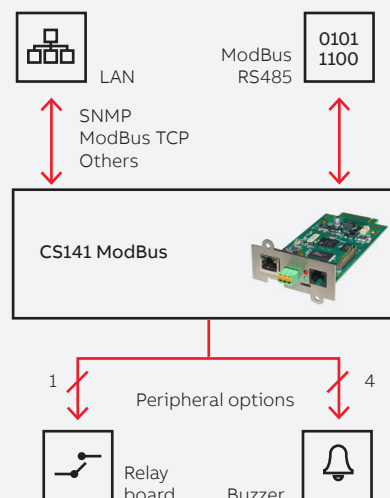 0101
1100
ModBus
RS485
LAN
SNMP
ModBus TCP
Others
CS141 ModBus
1
4
Peripheral options
Relay
board
Buzzer